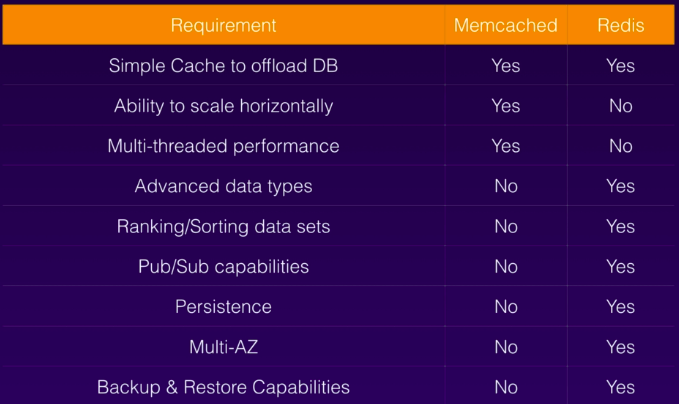 Requirement Memcached Redis
Simple Cache to offload DB Yes Yes
Ability to scale horizontally Yes No
Multi-threaded performance Yes No
Advanced data types No Yes
Ranking/Sorting data sets No Yes
Pub/Sub capabilities No Yes
Persistence No Yes
Multi-AZ No Yes
Backup & Restore Capabilities No Yes